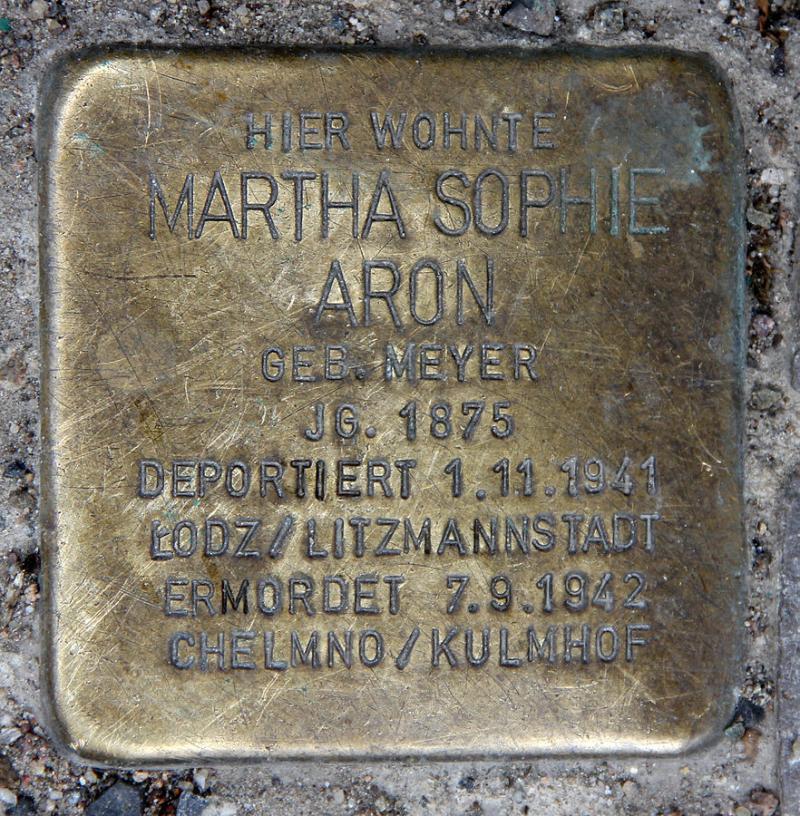 HIER WOHNTE
MARTHA SOPHIE
ARON
GEB. MEYER
JG. 1875
DEPORTIERT 1.11.1941
ŁODZ/LITZMANNSTADT
ERMORDET 7.9.1942
CHELMNO/KULMHOF